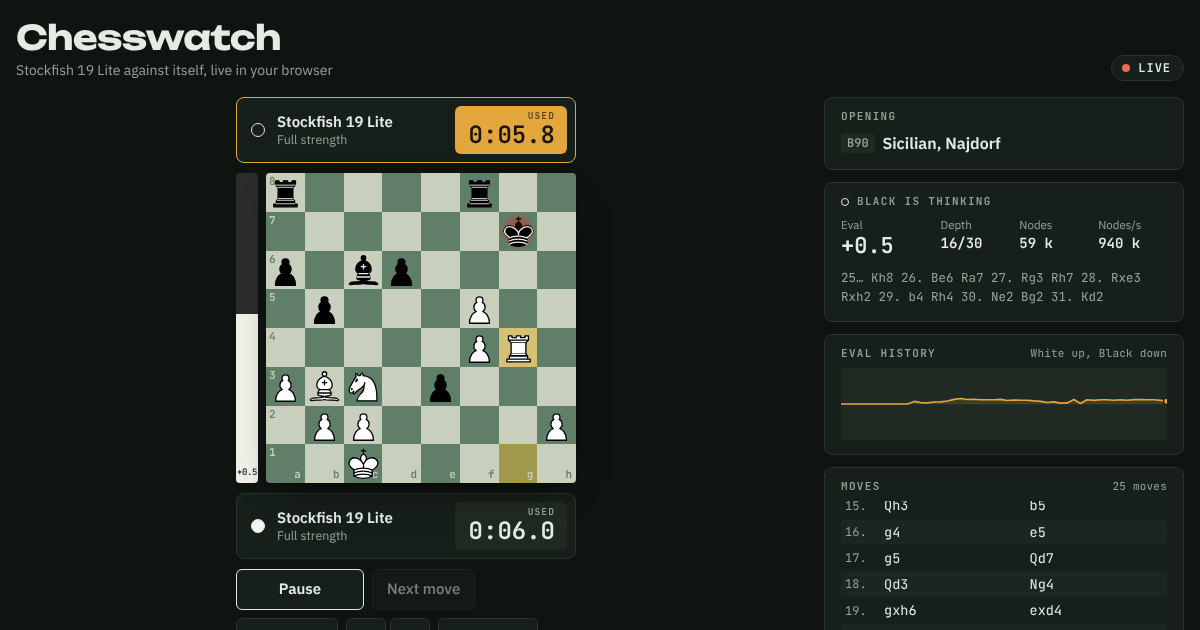 Chesswatch
Stockfish 19 Lite against itself, live in your browser
LIVE
Stockfish 19 Lite
Full strength
USED
0:05.8
8
7
6
5
4
3
2
1
a b c d e f g h
+0.5
Stockfish 19 Lite
Full strength
USED
0:06.0
Pause
Next move
OPENING
B90 Sicilian, Najdorf
BLACK IS THINKING
Eval Depth Nodes Nodes/s
+0.5 16/30 59 k 940 k
25… Kh8 26. Be6 Ra7 27. Rg3 Rh7 28. Rxe3
Rxh2 29. b4 Rh4 30. Ne2 Bg2 31. Kd2
EVAL HISTORY White up, Black down
MOVES 25 moves
15. Qh3 b5
16. g4 e5
17. g5 Qd7
18. Qd3 Ng4
19. gxh6 exd4